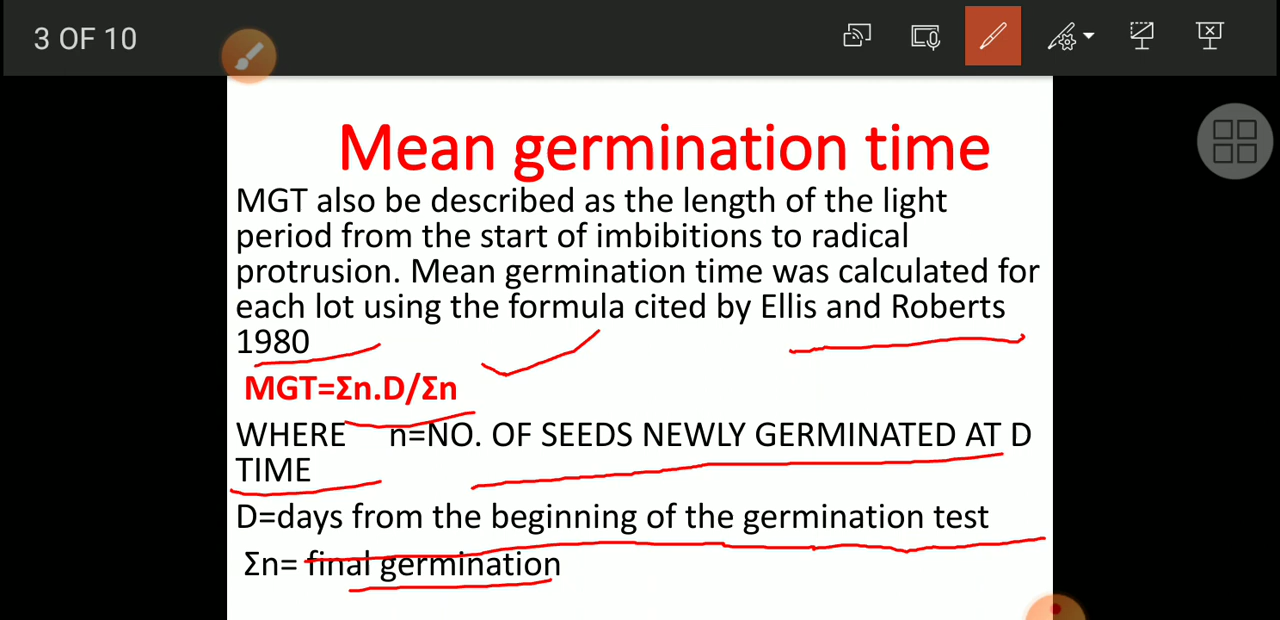 3 OF 10
Mean germination time
MGT also be described as the length of the light
period from the start of imbibitions to radical
protrusion. Mean germination time was calculated for
each lot using the formula cited by Ellis and Roberts
1980
MGT=Σn.D/Σn
WHERE n=NO. OF SEEDS NEWLY GERMINATED AT D
TIME
D=days from the beginning of the germination test
Σn= final germination